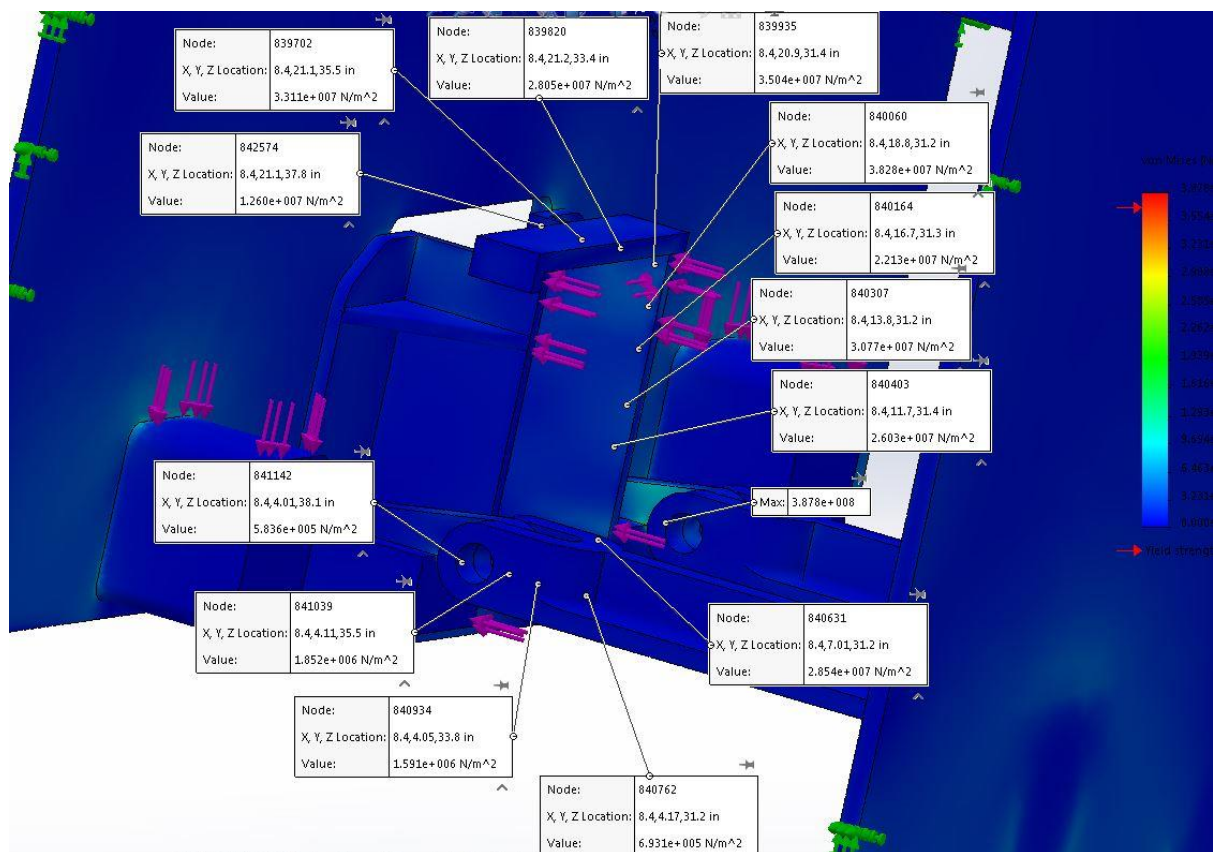 Node: 839702
X, Y, Z Location: 8.4,21.1,35.5 in
Value: 3.311e+007 N/m^2
Node: 839820
X, Y, Z Location: 8.4,21.2,33.4 in
Value: 2.805e+007 N/m^2
Node: 839935
X, Y, Z Location: 8.4,20.9,31.4 in
Value: 3.504e+007 N/m^2
Node: 840060
X, Y, Z Location: 8.4,18.8,31.2 in
Value: 3.828e+007 N/m^2
Node: 842574
X, Y, Z Location: 8.4,21.1,37.8 in
Value: 1.260e+007 N/m^2
Node: 840164
X, Y, Z Location: 8.4,16.7,31.3 in
Value: 2.213e+007 N/m^2
Node: 840307
X, Y, Z Location: 8.4,13.8,31.2 in
Value: 3.077e+007 N/m^2
Node: 840403
X, Y, Z Location: 8.4,11.7,31.4 in
Value: 2.603e+007 N/m^2
Node: 841142
X, Y, Z Location: 8.4,4.01,38.1 in
Value: 5.836e+005 N/m^2
Max: 3.878e+008
Node: 841039
X, Y, Z Location: 8.4,4.11,35.5 in
Value: 1.852e+006 N/m^2
Node: 840631
X, Y, Z Location: 8.4,7.01,31.2 in
Value: 2.854e+007 N/m^2
Node: 840934
X, Y, Z Location: 8.4,4.05,33.8 in
Value: 1.591e+006 N/m^2
Node: 840762
X, Y, Z Location: 8.4,4.17,31.2 in
Value: 6.931e+005 N/m^2
von Mises